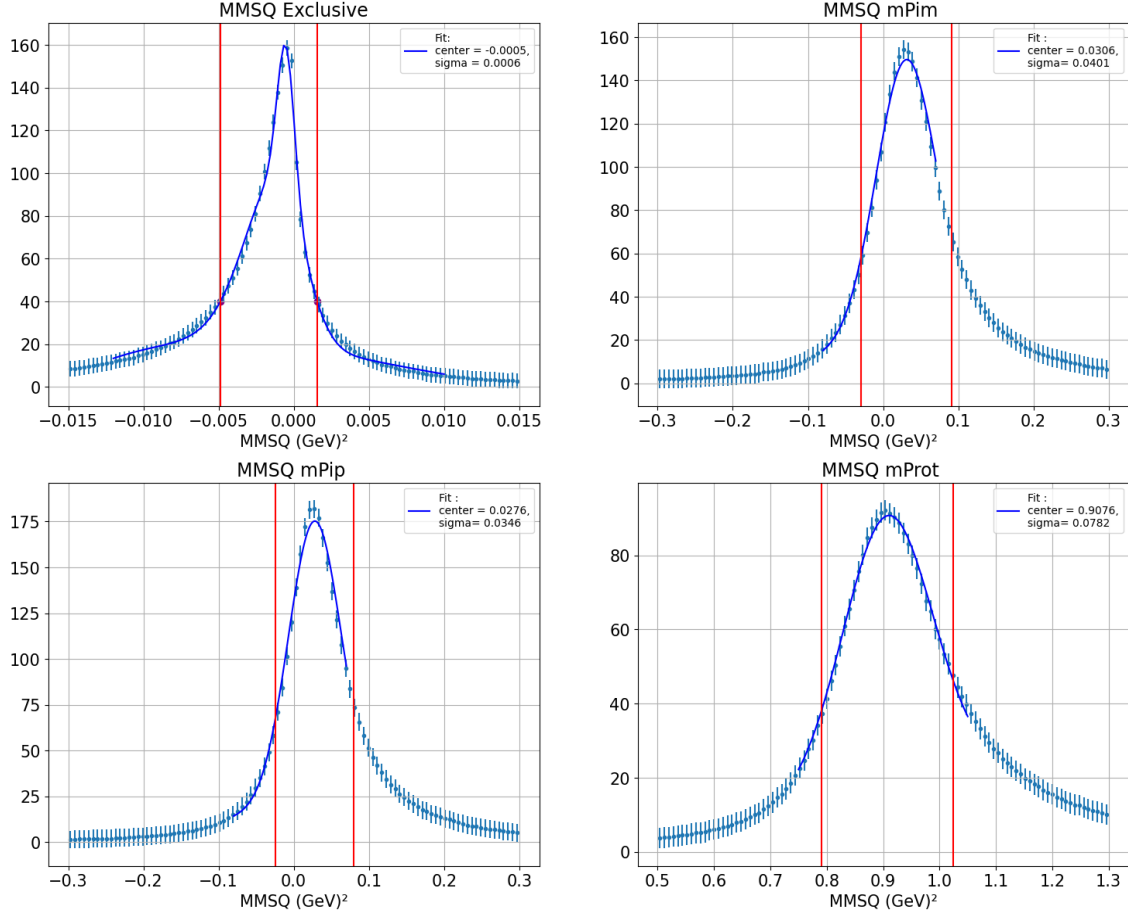 MMSQ Exclusive
Fit:
center = -0.0005,
sigma = 0.0006
160
140
120
100
80
60
40
20
0
−0.015 −0.010 −0.005 0.000 0.005 0.010 0.015
MMSQ (GeV)²
MMSQ mPim
Fit :
center = 0.0306,
sigma= 0.0401
160
140
120
100
80
60
40
20
0
−0.3 −0.2 −0.1 0.0 0.1 0.2 0.3
MMSQ (GeV)²
MMSQ mPip
Fit :
center = 0.0276,
sigma= 0.0346
175
150
125
100
75
50
25
0
−0.3 −0.2 −0.1 0.0 0.1 0.2 0.3
MMSQ (GeV)²
MMSQ mProt
Fit :
center = 0.9076,
sigma= 0.0782
80
60
40
20
0
0.5 0.6 0.7 0.8 0.9 1.0 1.1 1.2 1.3
MMSQ (GeV)²